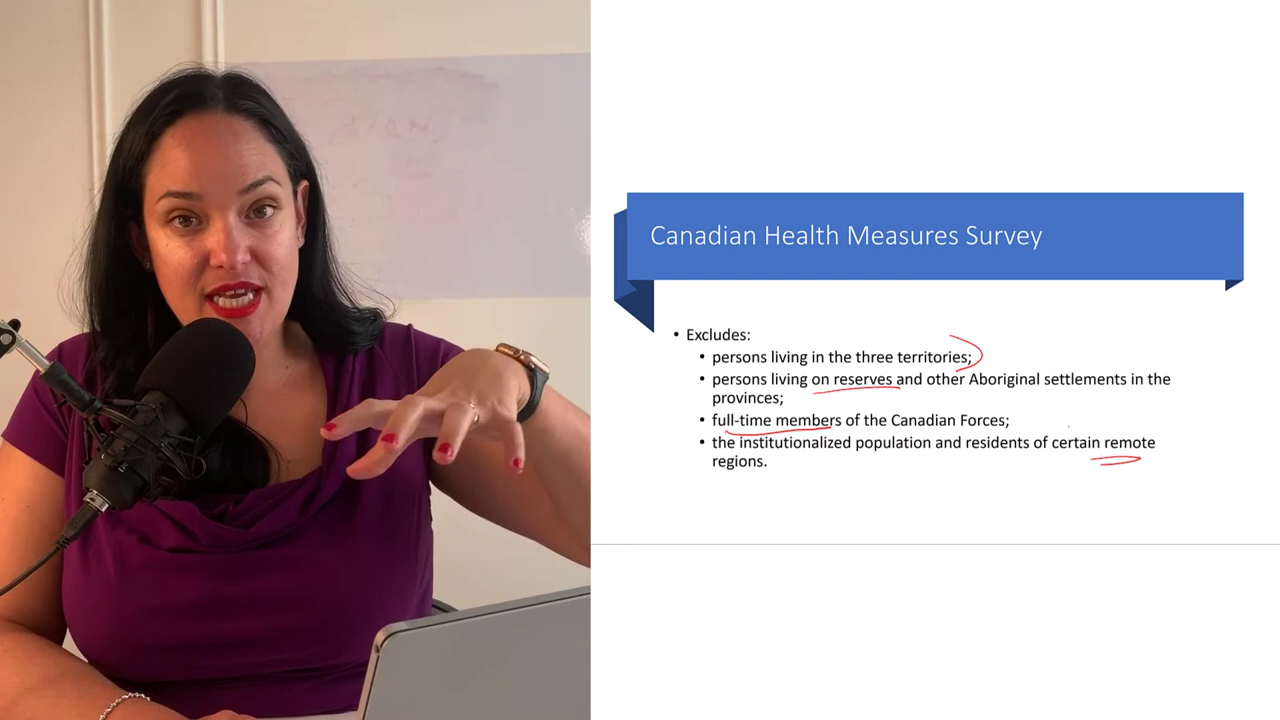 Canadian Health Measures Survey
• Excludes:
• persons living in the three territories;
• persons living on reserves and other Aboriginal settlements in the
provinces;
• full-time members of the Canadian Forces;
• the institutionalized population and residents of certain remote
regions.